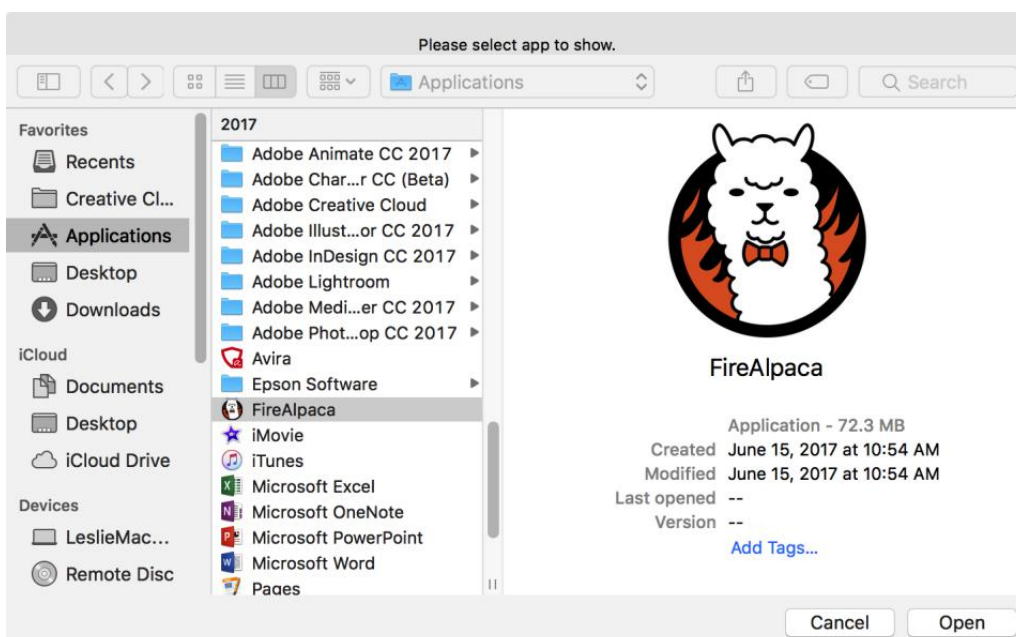 Please select app to show.
Applications
Search
Favorites
Recents
Creative Cl...
Applications
Desktop
Downloads
iCloud
Documents
Desktop
iCloud Drive
Devices
LeslieMac...
Remote Disc
2017
Adobe Animate CC 2017
Adobe Char...r CC (Beta)
Adobe Creative Cloud
Adobe Illust...or CC 2017
Adobe InDesign CC 2017
Adobe Lightroom
Adobe Medi...er CC 2017
Adobe Phot...op CC 2017
Avira
Epson Software
FireAlpaca
iMovie
iTunes
Microsoft Excel
Microsoft OneNote
Microsoft PowerPoint
Microsoft Word
Pages
FireAlpaca
Application - 72.3 MB
Created June 15, 2017 at 10:54 AM
Modified June 15, 2017 at 10:54 AM
Last opened --
Version --
Add Tags...
Cancel
Open